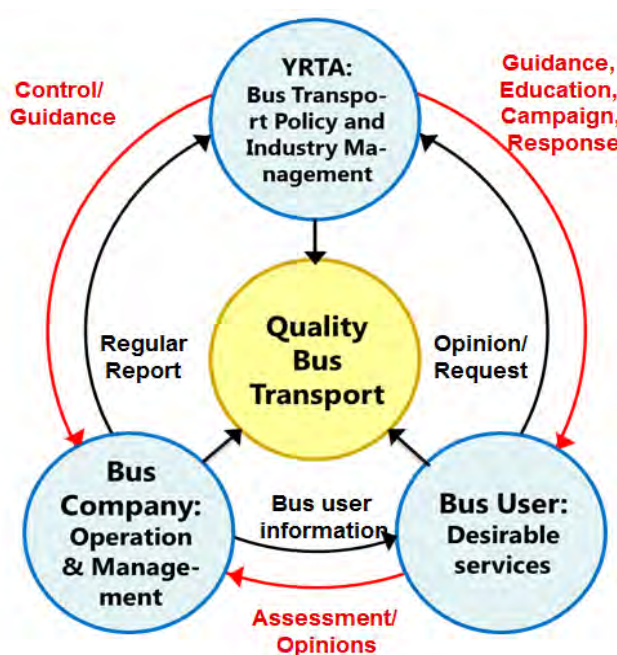 YRTA:
Bus Transpo-
rt Policy and
Industry Ma-
nagement
Control/
Guidance
Guidance,
Education,
Campaign,
Response
Quality
Bus
Transport
Regular
Report
Opinion/
Request
Bus
Company:
Operation
& Manage-
ment
Bus user
information
Bus User:
Desirable
services
Assessment/
Opinions